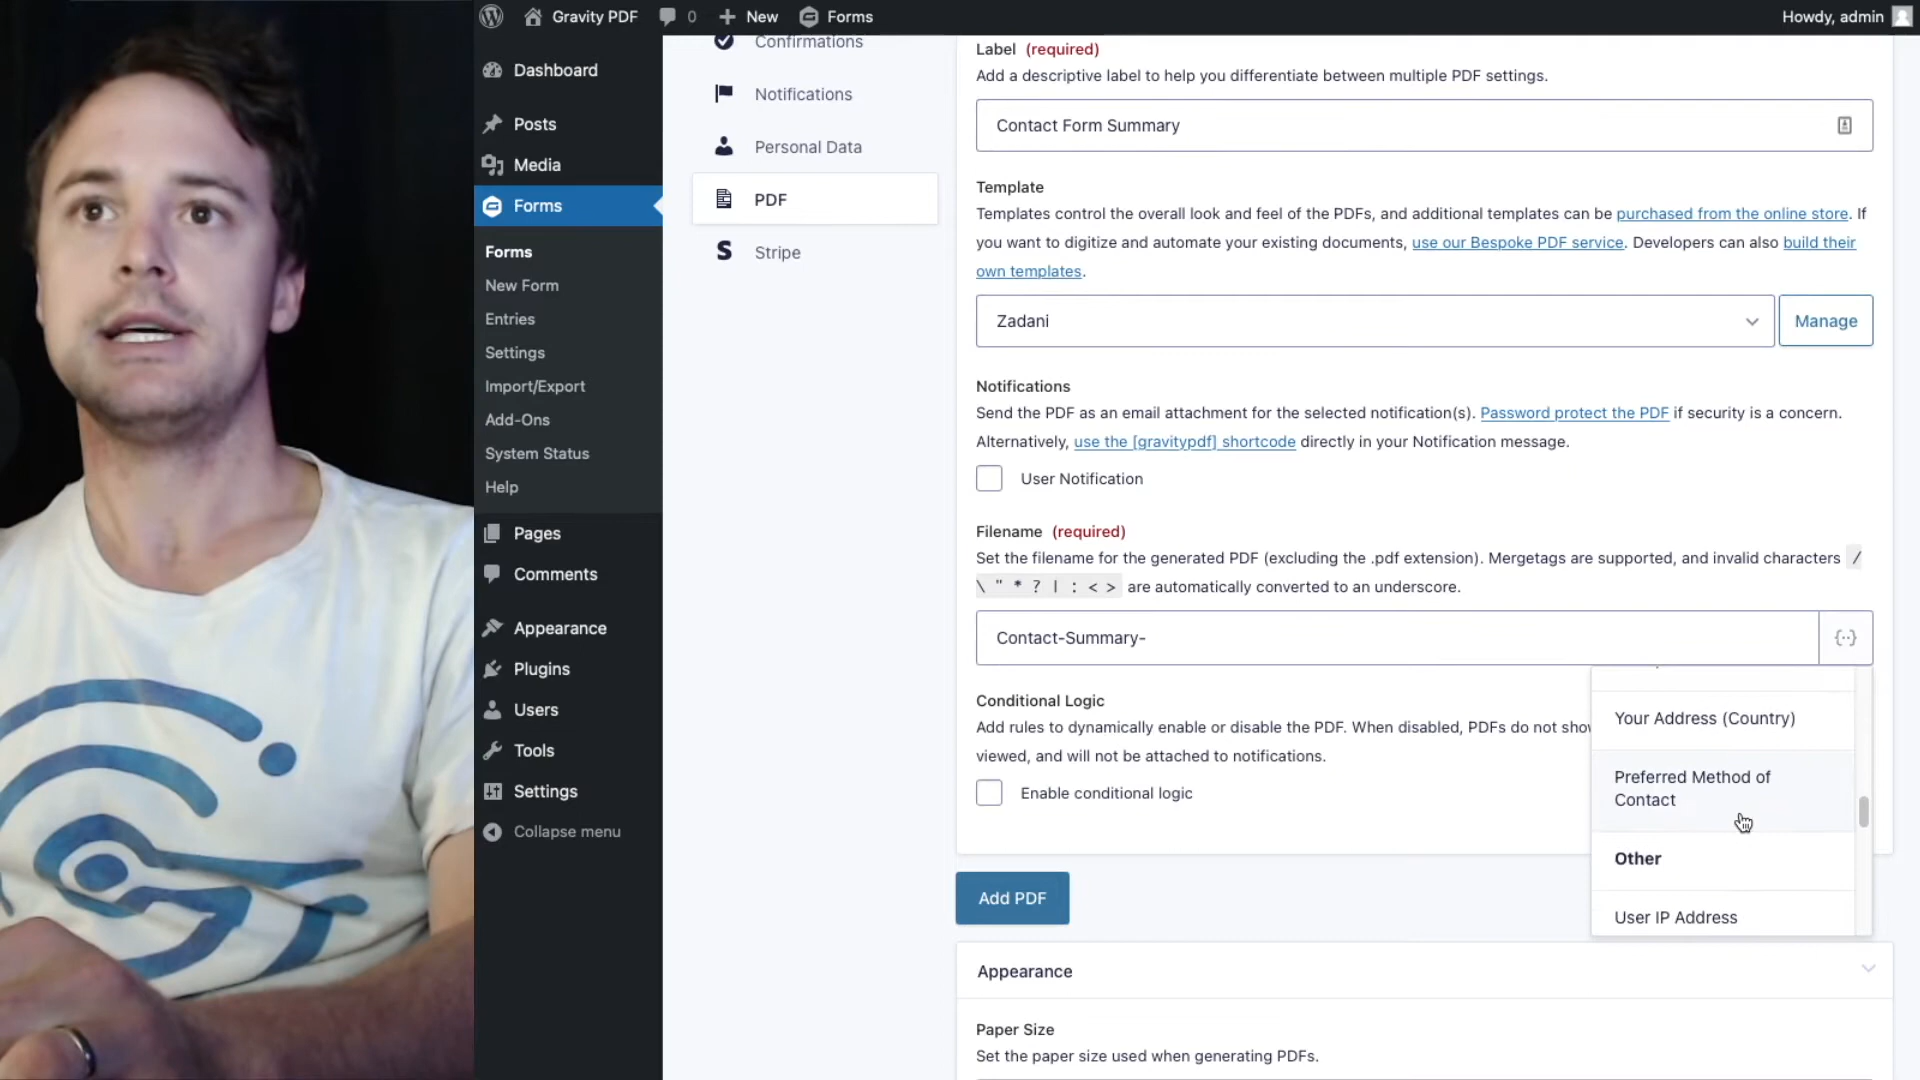 Gravity PDF
0
New
Forms
Howdy, admin
Dashboard
Posts
Media
Forms
Forms
New Form
Entries
Settings
Import/Export
Add-Ons
System Status
Help
Pages
Comments
Appearance
Plugins
Users
Tools
Settings
Collapse menu
Confirmations
Notifications
Personal Data
PDF
Stripe
Label (required)
Add a descriptive label to help you differentiate between multiple PDF settings.
Contact Form Summary
Template
Templates control the overall look and feel of the PDFs, and additional templates can be purchased from the online store. If
you want to digitize and automate your existing documents, use our Bespoke PDF service. Developers can also build their
own templates.
Zadani
Manage
Notifications
Send the PDF as an email attachment for the selected notification(s). Password protect the PDF if security is a concern.
Alternatively, use the [gravitypdf] shortcode directly in your Notification message.
User Notification
Filename (required)
Set the filename for the generated PDF (excluding the .pdf extension). Mergetags are supported, and invalid characters /
\ " * ? | : < > are automatically converted to an underscore.
Contact-Summary-
{··}
Conditional Logic
Add rules to dynamically enable or disable the PDF. When disabled, PDFs do not
viewed, and will not be attached to notifications.
Enable conditional logic
Your Address (Country)
Preferred Method of
Contact
Other
User IP Address
Add PDF
Appearance
Paper Size
Set the paper size used when generating PDFs.